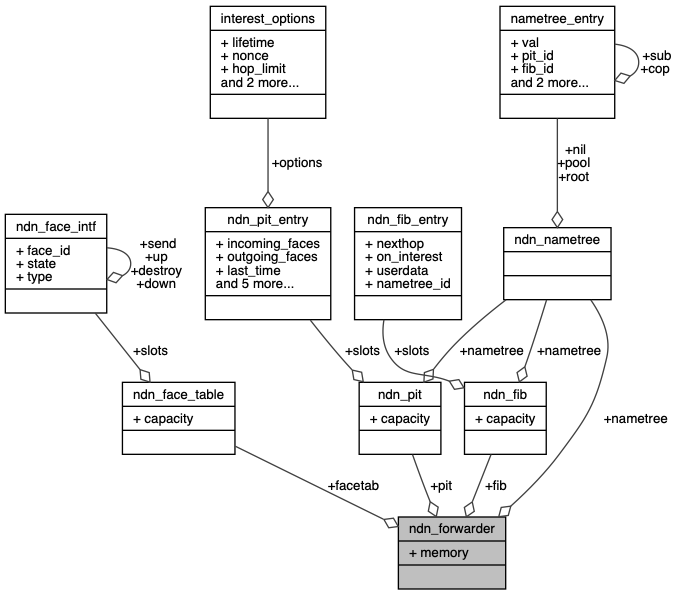 interest_options
+ lifetime
+ nonce
+ hop_limit
and 2 more...
nametree_entry
+ val
+ pit_id
+ fib_id
and 2 more...
+sub
+cop
+options
+nil
+pool
+root
ndn_face_intf
+ face_id
+ state
+ type
+send
+up
+destroy
+down
ndn_pit_entry
+ incoming_faces
+ outgoing_faces
+ last_time
and 5 more...
ndn_fib_entry
+ nexthop
+ on_interest
+ userdata
+ nametree_id
ndn_nametree
+slots
+slots
+slots
+nametree
+nametree
+nametree
ndn_face_table
+ capacity
ndn_pit
+ capacity
ndn_fib
+ capacity
+facetab
+pit
+fib
ndn_forwarder
+ memory